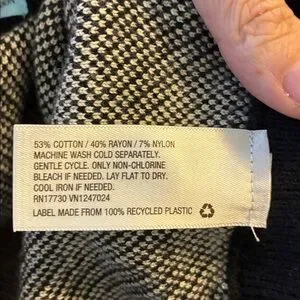 53% COTTON / 40% RAYON / 7% NYLON
MACHINE WASH COLD SEPARATELY.
GENTLE CYCLE. ONLY NON-CHLORINE
BLEACH IF NEEDED. LAY FLAT TO DRY.
COOL IRON IF NEEDED.
RN17730 VN1247024
LABEL MADE FROM 100% RECYCLED PLASTIC